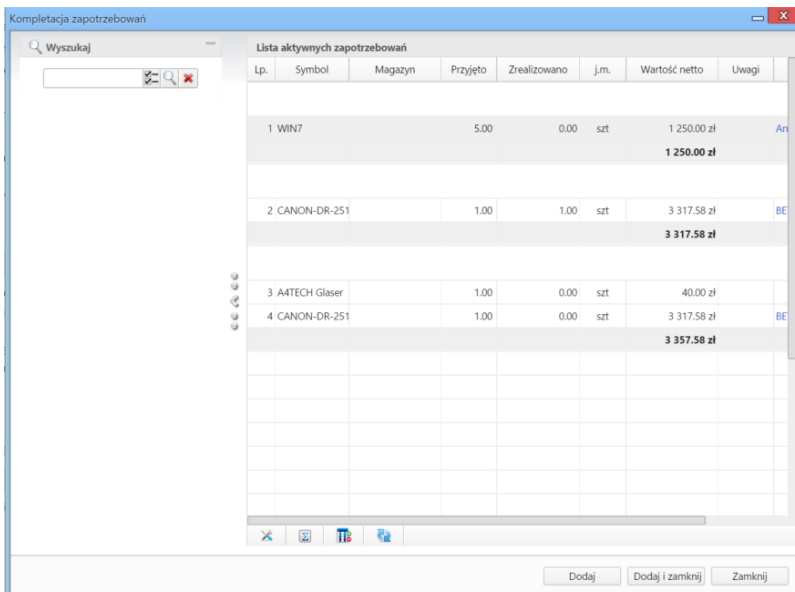 Kompletacja zapotrzebowań
Wyszukaj
Lista aktywnych zapotrzebowań
Lp. Symbol Magazyn Przyjęto Zrealizowano j.m. Wartość netto Uwagi
1 WIN7 5.00 0.00 szt 1 250.00 zł An
1 250.00 zł
2 CANON-DR-251 1.00 1.00 szt 3 317.58 zł BE
3 317.58 zł
3 A4TECH Glaser 1.00 0.00 szt 40.00 zł
4 CANON-DR-251 1.00 0.00 szt 3 317.58 zł BE
3 357.58 zł
Dodaj Dodaj i zamknij Zamknij